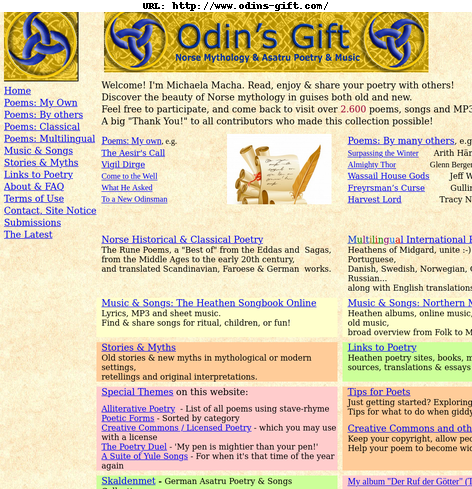 URL: http://www.odins-gift.com/
Odin's Gift
Norse Mythology & Asatru Poetry & Music
Home
Poems: My Own
Poems: By others
Poems: Classical
Poems: Multilingual
Music & Songs
Stories & Myths
Links to Poetry
About & FAQ
Terms of Use
Contact, Site Notice
Submissions
The Latest
Welcome! I'm Michaela Macha. Read, enjoy & share your poetry with others!
Discover the beauty of Norse mythology in guises both old and new.
Feel free to participate, and come back to visit over 2.600 poems, songs and MP3
A big "Thank You!" to all contributors who made this collection possible!
Poems: My own, e.g.
The Aesir's Call
Vigil Dirge
Come to the Well
What He Asked
To a New Odinsman
Poems: By many others, e.g
Surpassing the Winter Arith Här
Almighty Thor Glenn Berger
Wassail House Gods Jeff W
Freyrsman's Curse Gulli
Harvest Lord Tracy N
Norse Historical & Classical Poetry
The Rune Poems, a "Best of" from the Eddas and Sagas,
from the Middle Ages to the early 20th century,
and translated Scandinavian, Faroese & German works.
Multilingual International
Heathens of Midgard, unite :-)
Portuguese,
Danish, Swedish, Norwegian,
Russian...
along with English translations
Music & Songs: The Heathen Songbook Online
Lyrics, MP3 and sheet music.
Find & share songs for ritual, children, or fun!
Music & Songs: Northern M
Heathen albums, online music,
old music,
broad overview from Folk to M
Stories & Myths
Old stories & new myths in mythological or modern
settings,
retellings and original interpretations.
Links to Poetry
Heathen poetry sites, books, m
sources, translations & essays
Special Themes on this website:
Alliterative Poetry - List of all poems using stave-rhyme
Poetic Forms - Sorted by category
Creative Commons / Licensed Poetry - which you may use
with a license
The Poetry Duel - 'My pen is mightier than your pen!'
A Suite of Yule Songs - For when it's that time of the year
again
Tips for Poets
Just getting started? Exploring
Tips for what to do when giddy
Creative Commons and oth
Keep your copyright, allow peo
Help your poem to become wid
Skaldenmet - German Asatru Poetry & Songs
My album "Der Ruf der Götter" (T